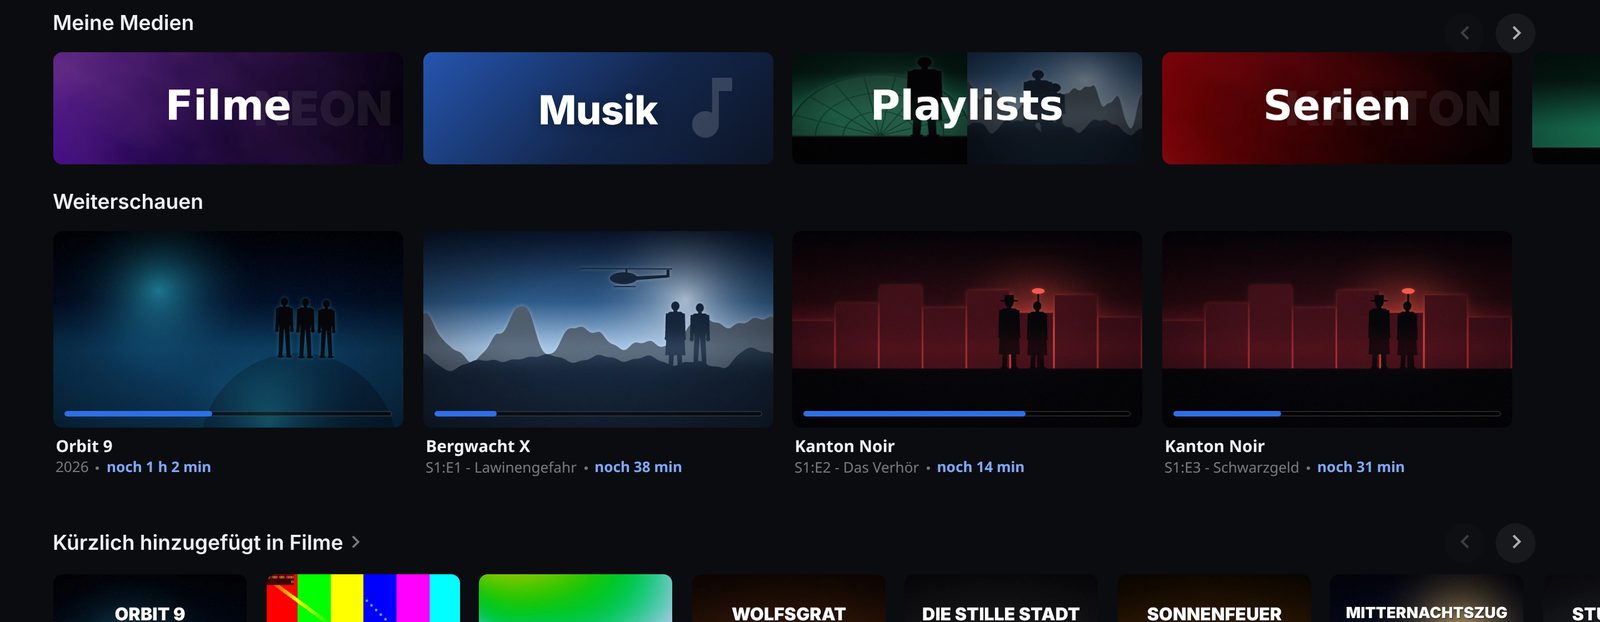 Meine Medien
Filme
NEON
Musik
Playlists
Serien
KANTON
Weiterschauen
Orbit 9
2026 • noch 1 h 2 min
Bergwacht X
S1:E1 - Lawinengefahr • noch 38 min
Kanton Noir
S1:E2 - Das Verhör • noch 14 min
Kanton Noir
S1:E3 - Schwarzgeld • noch 31 min
Kürzlich hinzugefügt in Filme
ORBIT 9
WOLFSGRAT
DIE STILLE STADT
SONNENFEUER
MITTERNACHTSZUG